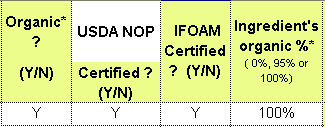 Organic*
?
(Y/N)
USDA NOP
Certified ?
(Y/N)
IFOAM
Certified
? (Y/N)
Ingredient's
organic %*
( 0%, 95% or
100%)
Y Y Y 100%